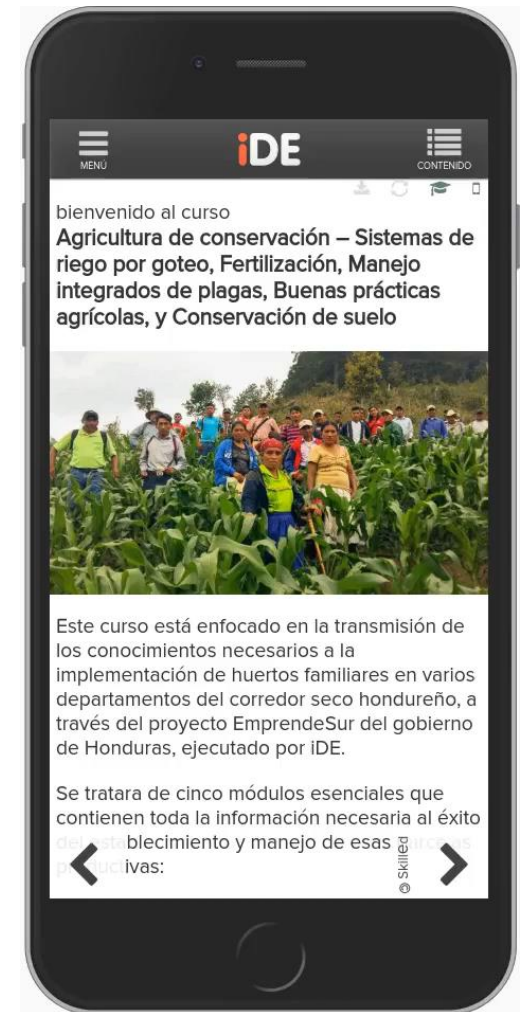 MENÚ
iDE
CONTENIDO
bienvenido al curso
Agricultura de conservación – Sistemas de
riego por goteo, Fertilización, Manejo
integrados de plagas, Buenas prácticas
agrícolas, y Conservación de suelo
Este curso está enfocado en la transmisión de
los conocimientos necesarios a la
implementación de huertos familiares en varios
departamentos del corredor seco hondureño, a
través del proyecto EmprendeSur del gobierno
de Honduras, ejecutado por iDE.
Se tratara de cinco módulos esenciales que
contienen toda la información necesaria al éxito
del establecimiento y manejo de esas
ivas:
© Skilled